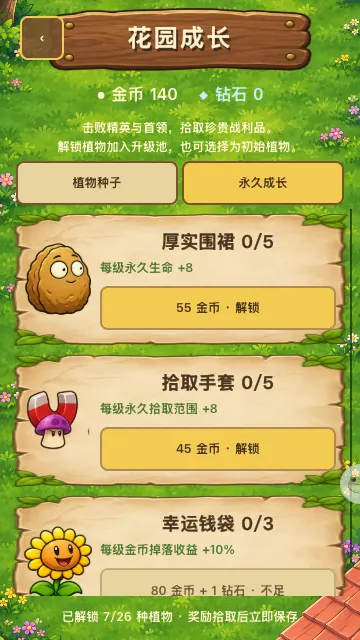 ‹
花园成长
● 金币 140 ◆ 钻石 0
击败精英与首领，拾取珍贵战利品。
解锁植物加入升级池，也可选择为初始植物。
植物种子
永久成长
厚实围裙 0/5
每级永久生命 +8
55 金币 · 解锁
拾取手套 0/5
每级永久拾取范围 +8
45 金币 · 解锁
幸运钱袋 0/3
每级金币掉落收益 +10%
80 金币 + 1 钻石 · 不足
已解锁 7/26 种植物 · 奖励拾取后立即保存